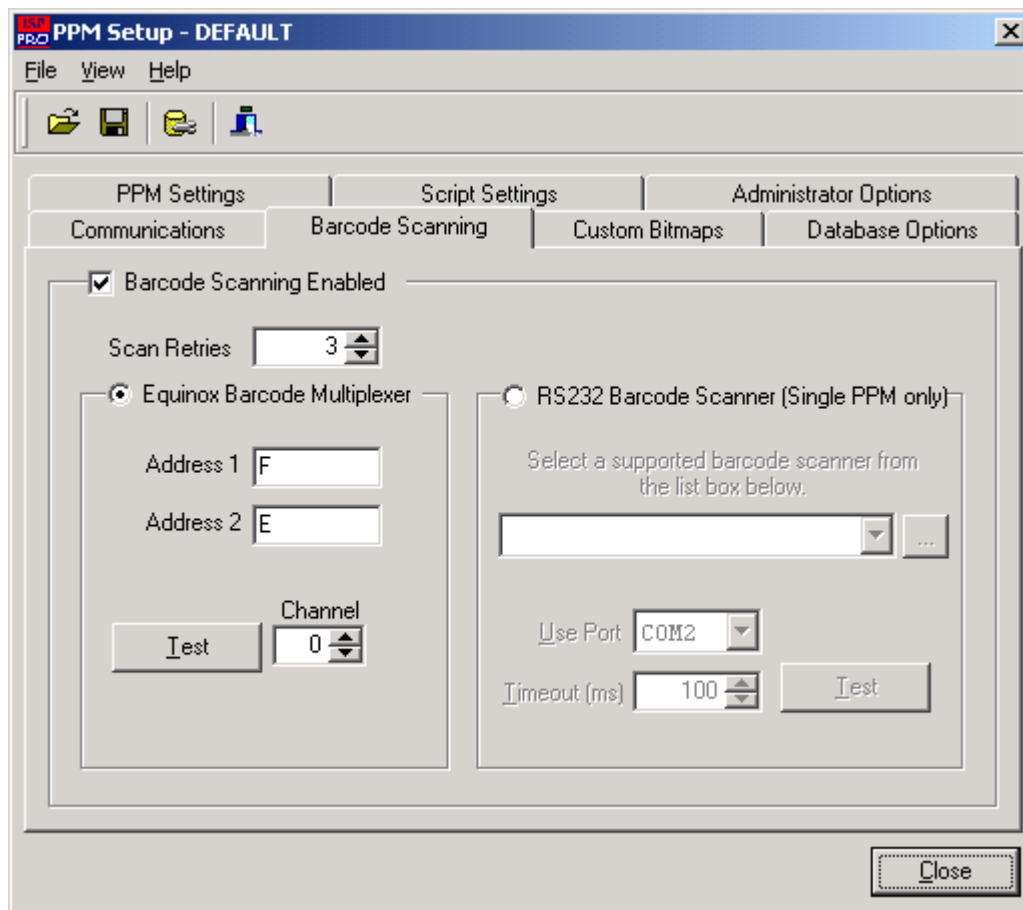 ISP PRO PPM Setup - DEFAULT
File View Help
PPM Settings Script Settings Administrator Options
Communications Barcode Scanning Custom Bitmaps Database Options
Barcode Scanning Enabled
Scan Retries 3
Equinox Barcode Multiplexer
Address 1 F
Address 2 E
Channel
Test 0
RS232 Barcode Scanner (Single PPM only)
Select a supported barcode scanner from
the list box below.
...
Use Port COM2
Timeout (ms) 100 Test
Close